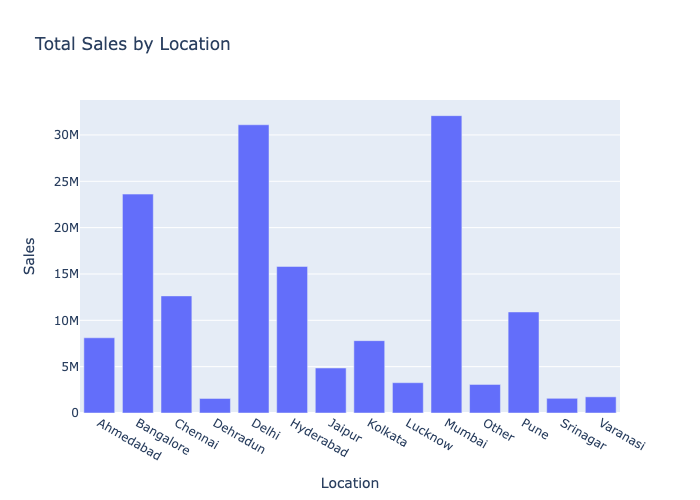 Total Sales by Location
30M
25M
20M
15M
10M
5M
0
Sales
Ahmedabad
Bangalore
Chennai
Dehradun
Delhi
Hyderabad
Jaipur
Kolkata
Lucknow
Mumbai
Other
Pune
Srinagar
Varanasi
Location